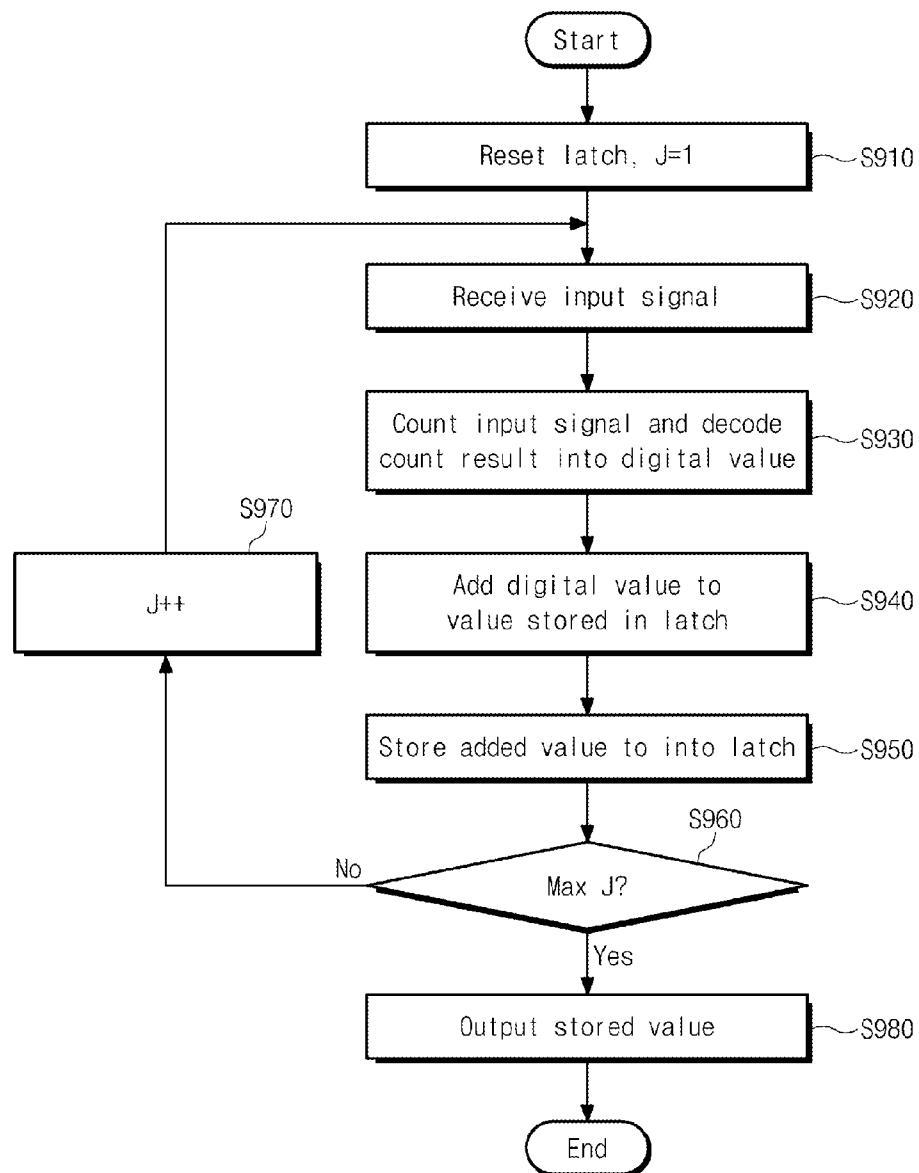 Start
Reset latch, J=1
S910
Receive input signal
S920
Count input signal and decode
count result into digital value
S930
S970
J++
Add digital value to
value stored in latch
S940
Store added value to into latch
S950
S960
No
Max J?
Yes
Output stored value
S980
End